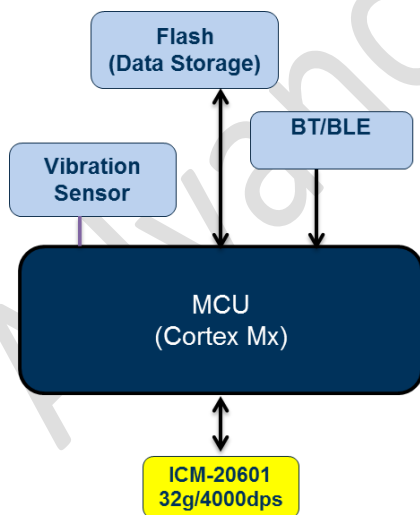 Flash
(Data Storage)
BT/BLE
Vibration
Sensor
MCU
(Cortex Mx)
ICM-20601
32g/4000dps